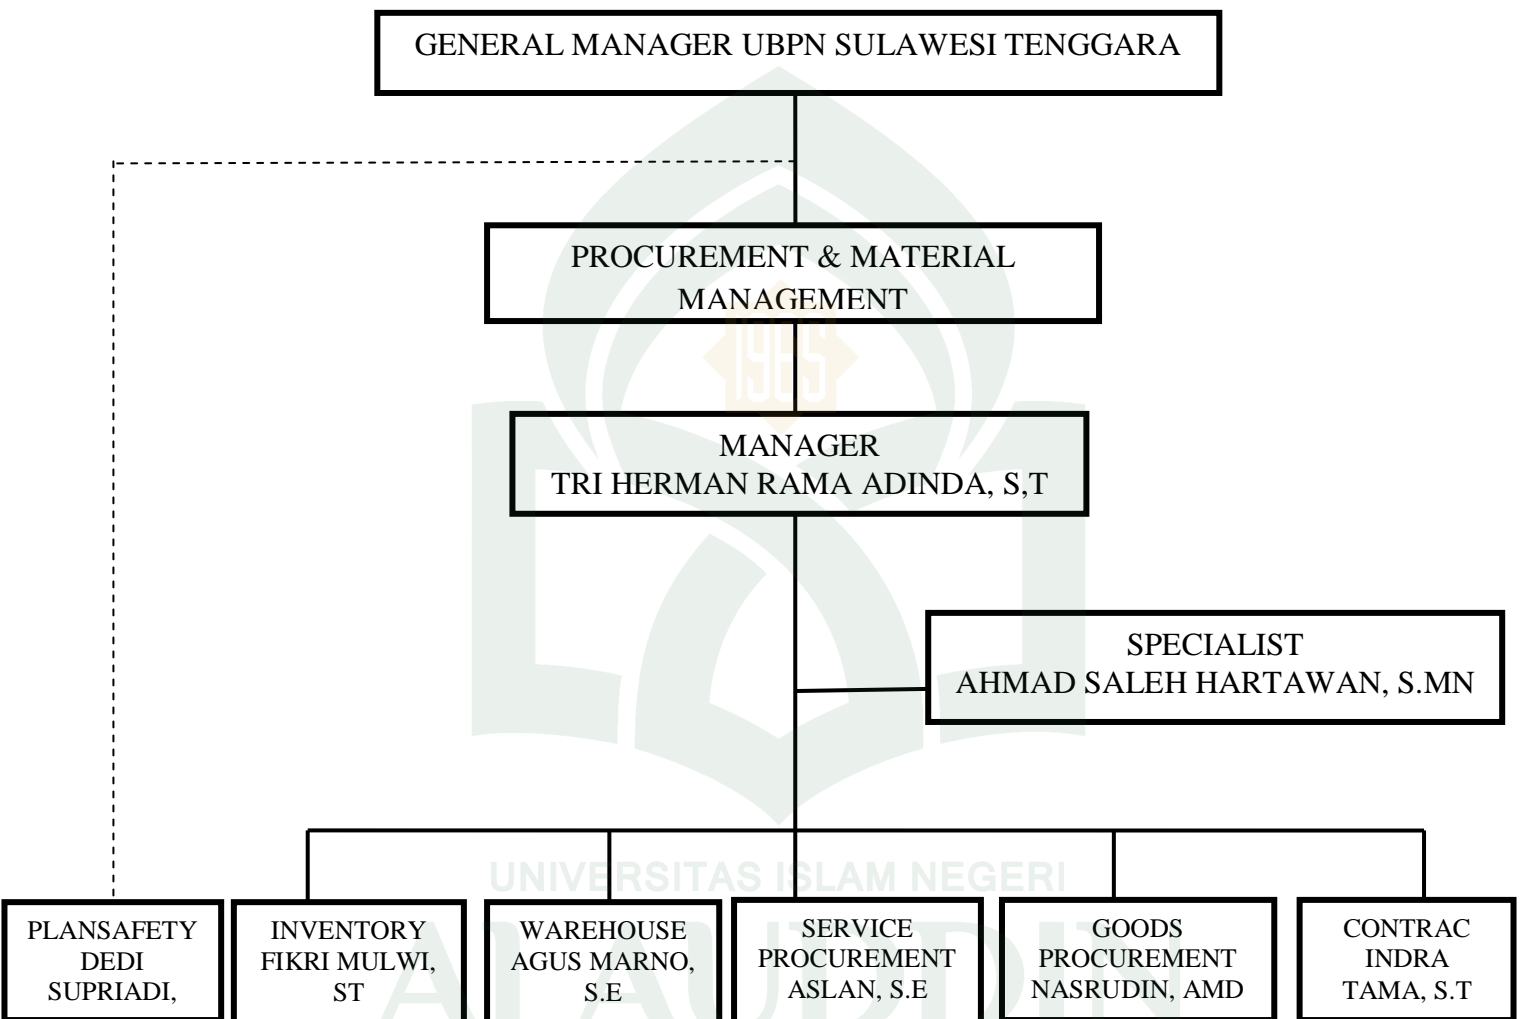 GENERAL MANAGER UBPN SULAWESI TENGGARA
PROCUREMENT & MATERIAL
MANAGEMENT
1965
MANAGER
TRI HERMAN RAMA ADINDA, S,T
SPECIALIST
AHMAD SALEH HARTAWAN, S.MN
UNIVERSITAS ISLAM NEGERI
PLANSAFETY
DEDI
SUPRIADI,
INVENTORY
FIKRI MULWI,
ST
WAREHOUSE
AGUS MARNO,
S.E
SERVICE
PROCUREMENT
ASLAN, S.E
GOODS
PROCUREMENT
NASRUDIN, AMD
CONTRAC
INDRA
TAMA, S.T
ALAUDDIN